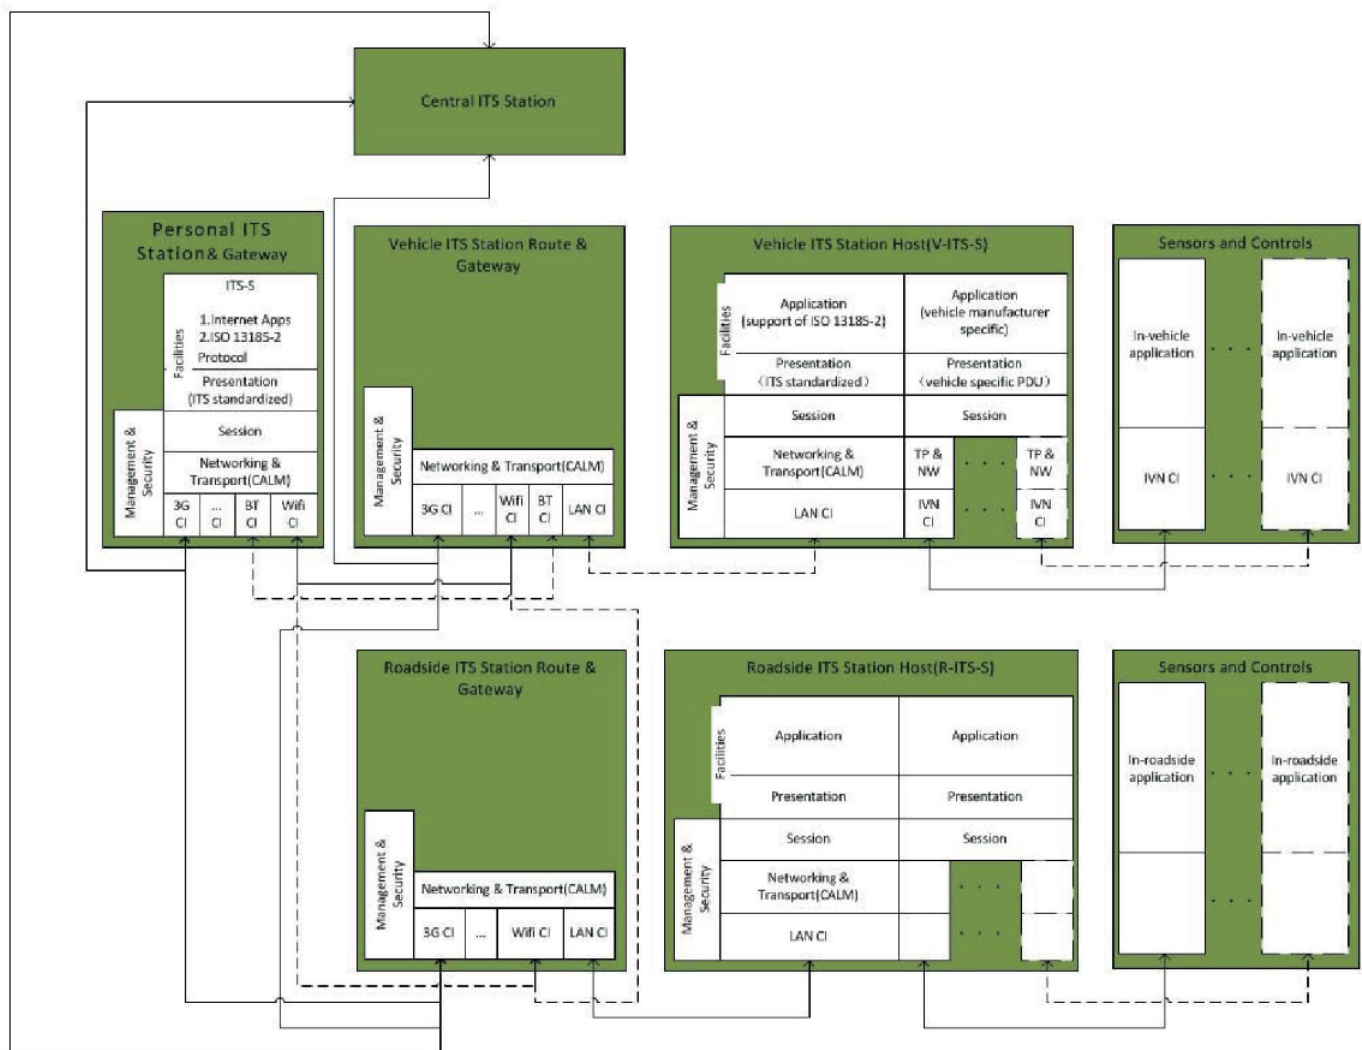 Central ITS Station
Personal ITS
Station& Gateway
ITS-S
1.Internet Apps
2.ISO 13185-2
Protocol
Facilities
Presentation
(ITS standardized)
Session
Networking &
Transport(CALM)
Management &
Security
3G
CI
...
CI
BT
CI
Wifi
CI
Vehicle ITS Station Route &
Gateway
Management &
Security
Networking & Transport(CALM)
3G CI
...
Wifi
CI
BT
CI
LAN CI
Vehicle ITS Station Host(V-ITS-S)
Facilities
Application
(support of ISO 13185-2)
Application
(vehicle manufacturer
specific)
Presentation
(ITS standardized)
Presentation
(vehicle specific PDU)
Session
Session
Management &
Security
Networking &
Transport(CALM)
TP &
NW
. . .
TP &
NW
LAN CI
IVN
CI
. . .
IVN
CI
Sensors and Controls
In-vehicle
application
. . .
In-vehicle
application
IVN CI
. . .
IVN CI
Roadside ITS Station Route &
Gateway
Management &
Security
Networking & Transport(CALM)
3G CI
...
Wifi CI
LAN CI
Roadside ITS Station Host(R-ITS-S)
Facilities
Application
Application
Presentation
Presentation
Session
Session
Management &
Security
Networking &
Transport(CALM)
. . .
LAN CI
. . .
Sensors and Controls
In-roadside
application
. . .
In-roadside
application
. . .